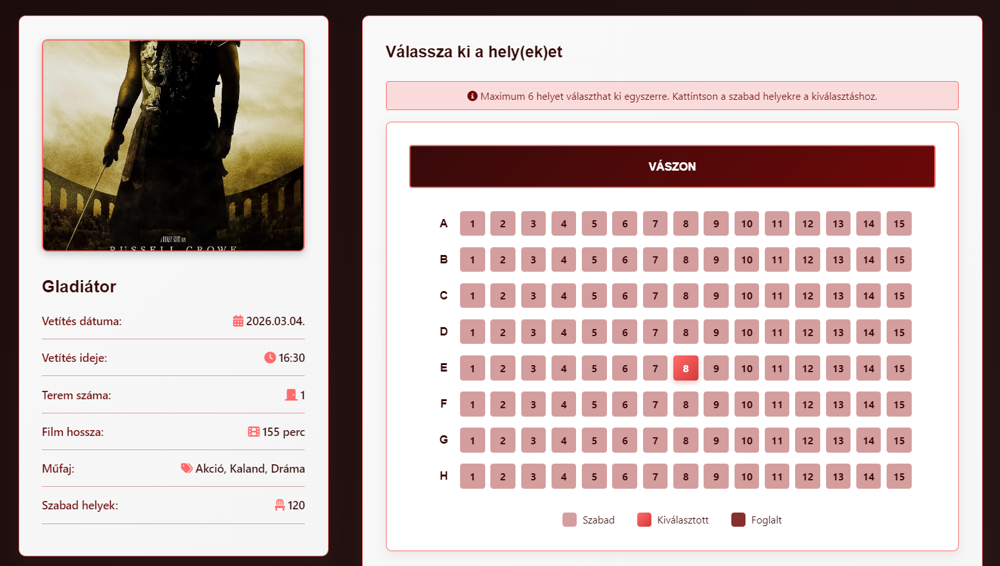 A RIDLEY SCOTT FILM
RUSSELL CROWE
Gladiátor
Vetítés dátuma: 2026.03.04.
Vetítés ideje: 16:30
Terem száma: 1
Film hossza: 155 perc
Műfaj: Akció, Kaland, Dráma
Szabad helyek: 120
Válassza ki a hely(ek)et
Maximum 6 helyet választhat ki egyszerre. Kattintson a szabad helyekre a kiválasztáshoz.
VÁSZON
A 1 2 3 4 5 6 7 8 9 10 11 12 13 14 15
B 1 2 3 4 5 6 7 8 9 10 11 12 13 14 15
C 1 2 3 4 5 6 7 8 9 10 11 12 13 14 15
D 1 2 3 4 5 6 7 8 9 10 11 12 13 14 15
E 1 2 3 4 5 6 7 8 9 10 11 12 13 14 15
F 1 2 3 4 5 6 7 8 9 10 11 12 13 14 15
G 1 2 3 4 5 6 7 8 9 10 11 12 13 14 15
H 1 2 3 4 5 6 7 8 9 10 11 12 13 14 15
Szabad Kiválasztott Foglalt